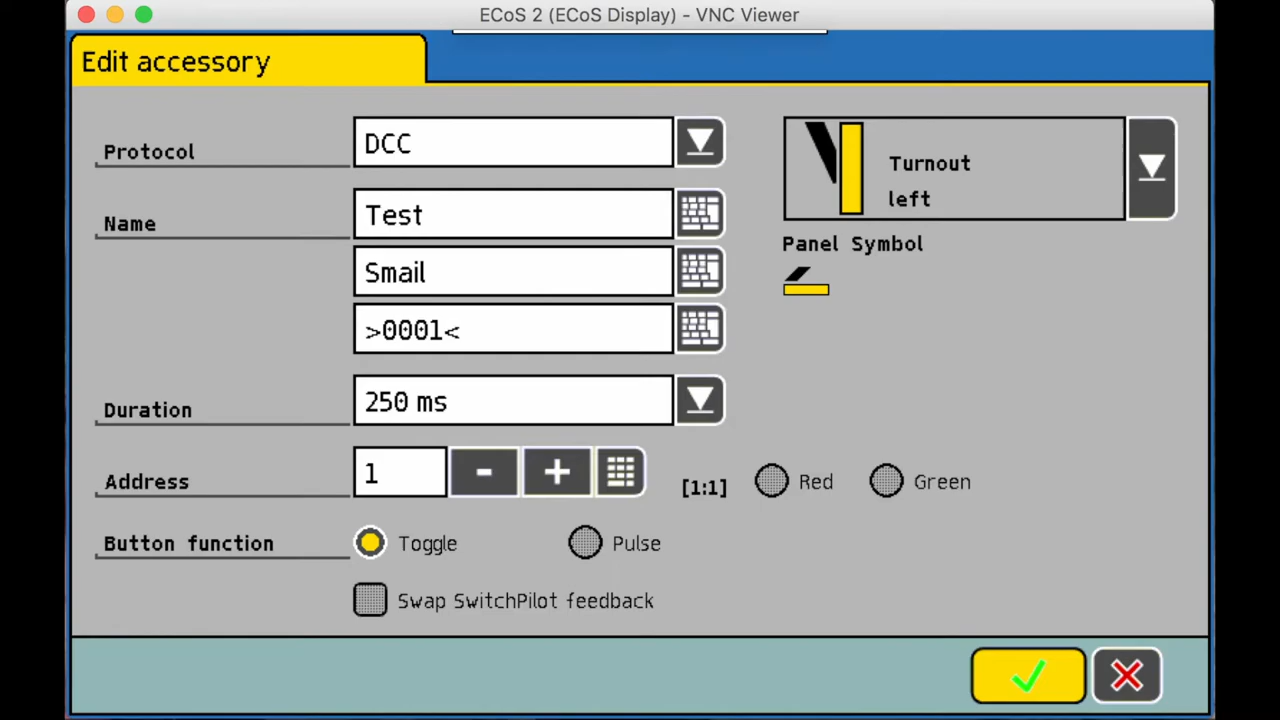 ECoS 2 (ECoS Display) - VNC Viewer
Edit accessory
Protocol
DCC
Turnout
left
Name
Test
Panel Symbol
Smail
>0001<
Duration
250 ms
Address
1
-
+
[1:1]
Red
Green
Button function
Toggle
Pulse
Swap SwitchPilot feedback